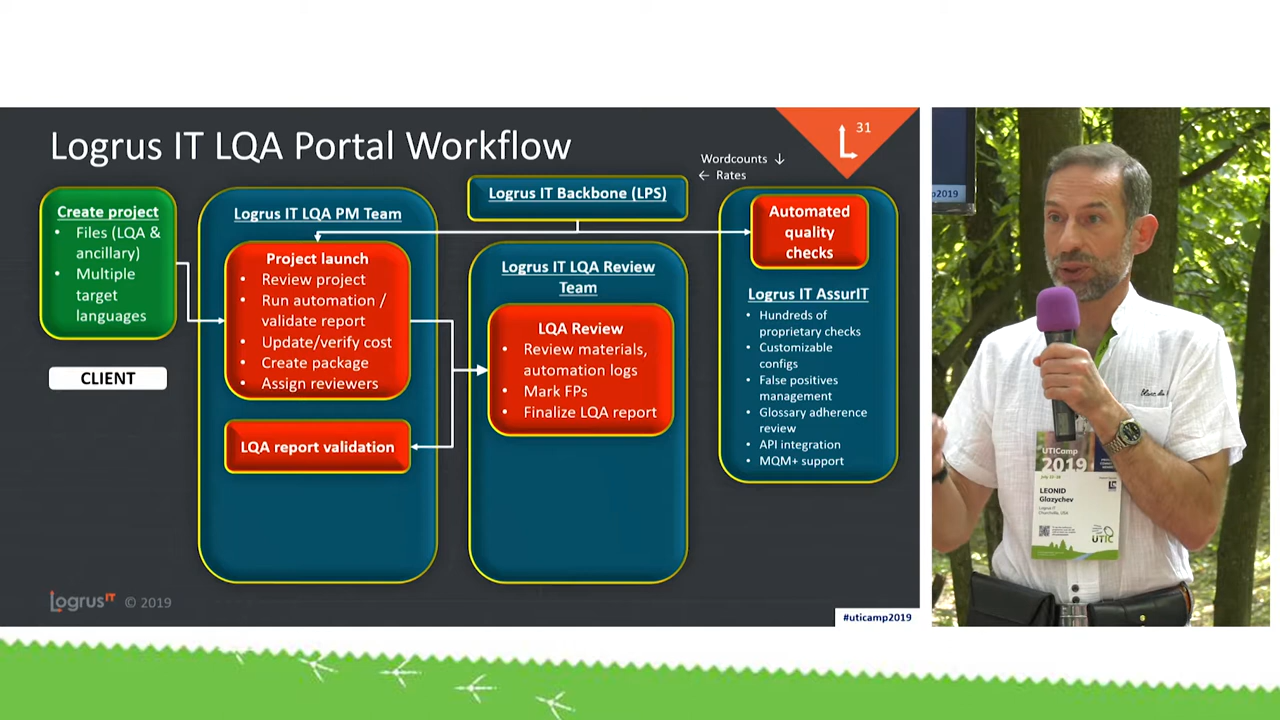 Logrus IT LQA Portal Workflow
31
Wordcounts ↓
← Rates
Create project
• Files (LQA &
ancillary)
• Multiple
target
languages
CLIENT
Logrus IT LQA PM Team
Project launch
• Review project
• Run automation /
validate report
• Update/verify cost
• Create package
• Assign reviewers
LQA report validation
Logrus IT Backbone (LPS)
Logrus IT LQA Review
Team
LQA Review
• Review materials,
automation logs
• Mark FPs
• Finalize LQA report
Automated
quality
checks
Logrus IT AssurIT
• Hundreds of
proprietary checks
• Customizable
configs
• False positives
management
• Glossary adherence
review
• API integration
• MQM+ support
LogrusIT © 2019
#uticamp2019
mp2019
UTICamp
2019
LEONID
Glazychev
Logrus IT
UTIC